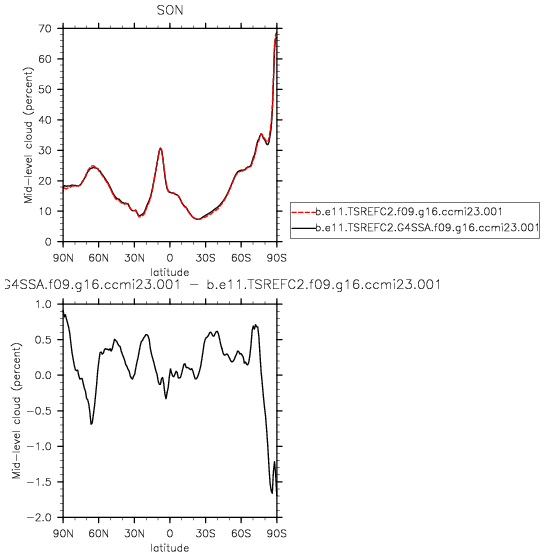 SON
70
60
50
40
30
20
10
0
Mid-level cloud (percent)
90N 60N 30N 0 30S 60S 90S
latitude
b.e11.TSREFC2.f09.g16.ccmi23.001
b.e11.TSREFC2.G4SSA.f09.g16.ccmi23.001
G4SSA.f09.g16.ccmi23.001 - b.e11.TSREFC2.f09.g16.ccmi23.001
1.0
0.5
0.0
-0.5
-1.0
-1.5
-2.0
Mid-level cloud (percent)
90N 60N 30N 0 30S 60S 90S
latitude